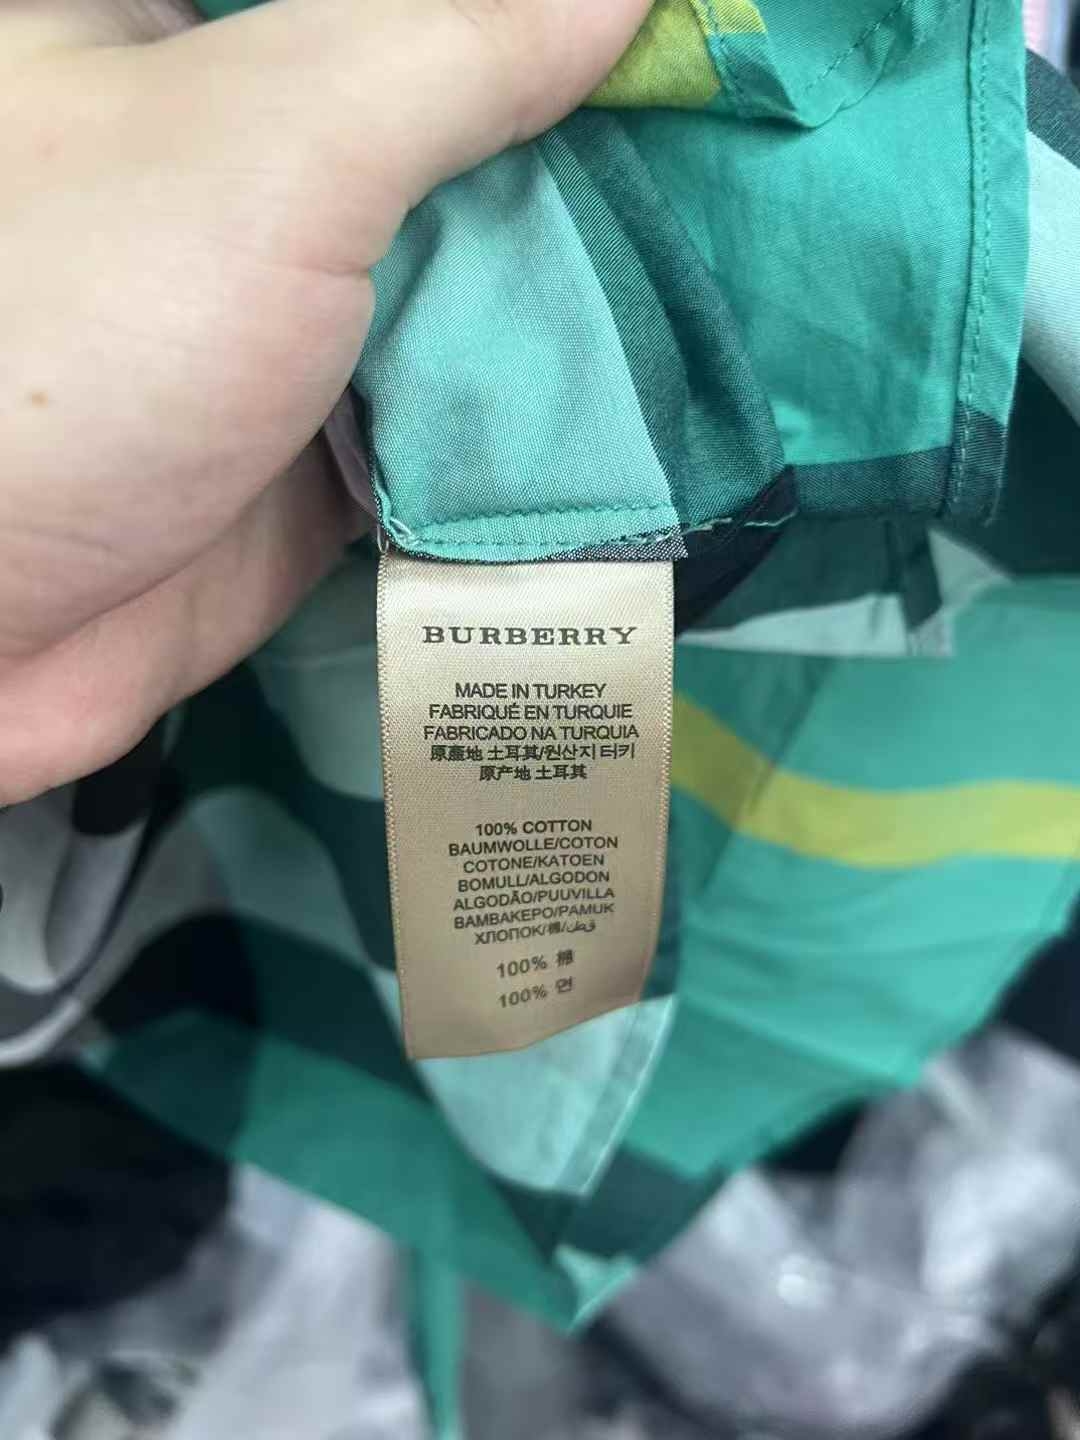 BURBERRY
MADE IN TURKEY
FABRIQUÉ EN TURQUIE
FABRICADO NA TURQUIA
原產地 土耳其/원산지 터키
原产地 土耳其
100% COTTON
BAUMWOLLE/COTON
COTONE/KATOEN
BOMULL/ALGODON
ALGODÃO/PUUVILLA
BAMBAKEPO/PAMUK
ХЛОПОК/棉/قطن
100% 棉
100% 면